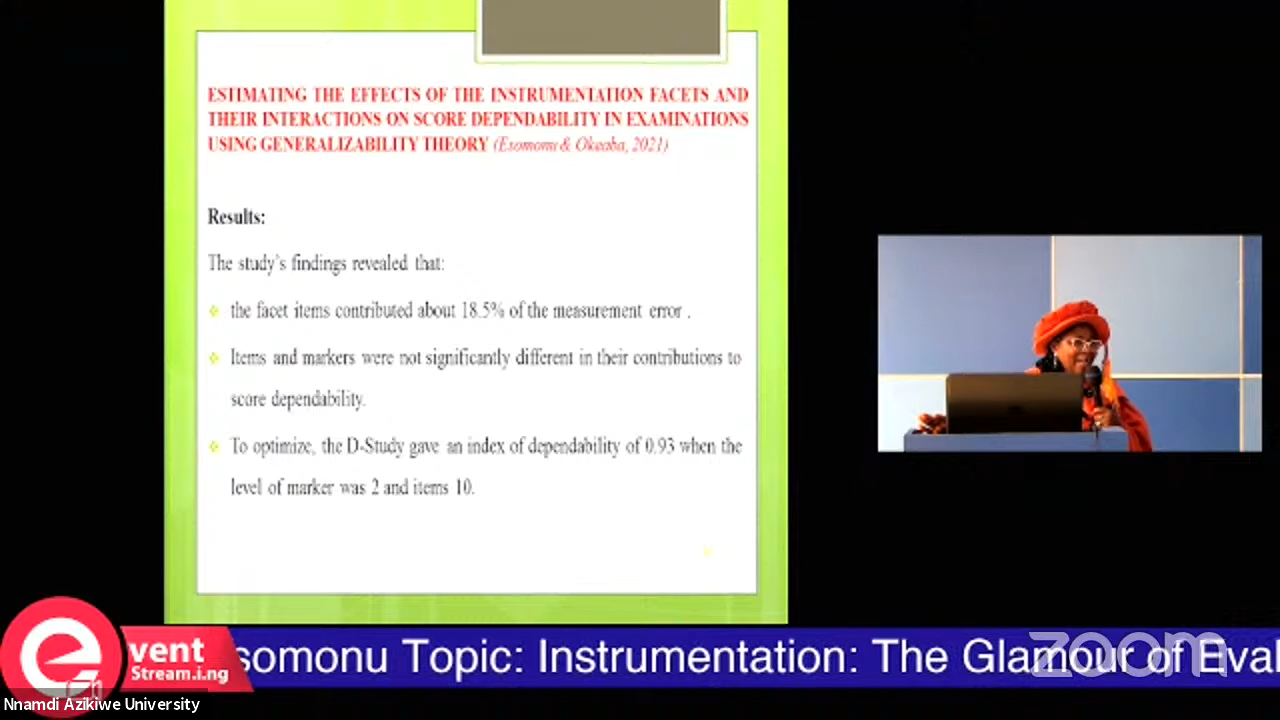 ESTIMATING THE EFFECTS OF THE INSTRUMENTATION FACETS AND
THEIR INTERACTIONS ON SCORE DEPENDABILITY IN EXAMINATIONS
USING GENERALIZABILITY THEORY (Esomonu & Okeaba, 2021)
Results:
The study's findings revealed that:
the facet items contributed about 18.5% of the measurement error .
Items and markers were not significantly different in their contributions to
score dependability.
To optimize, the D-Study gave an index of dependability of 0.93 when the
level of marker was 2 and items 10.
somonu Topic: Instrumentation: The Glamour of Eval
zoom
event
Stream.i.ng
Nnamdi Azikiwe University